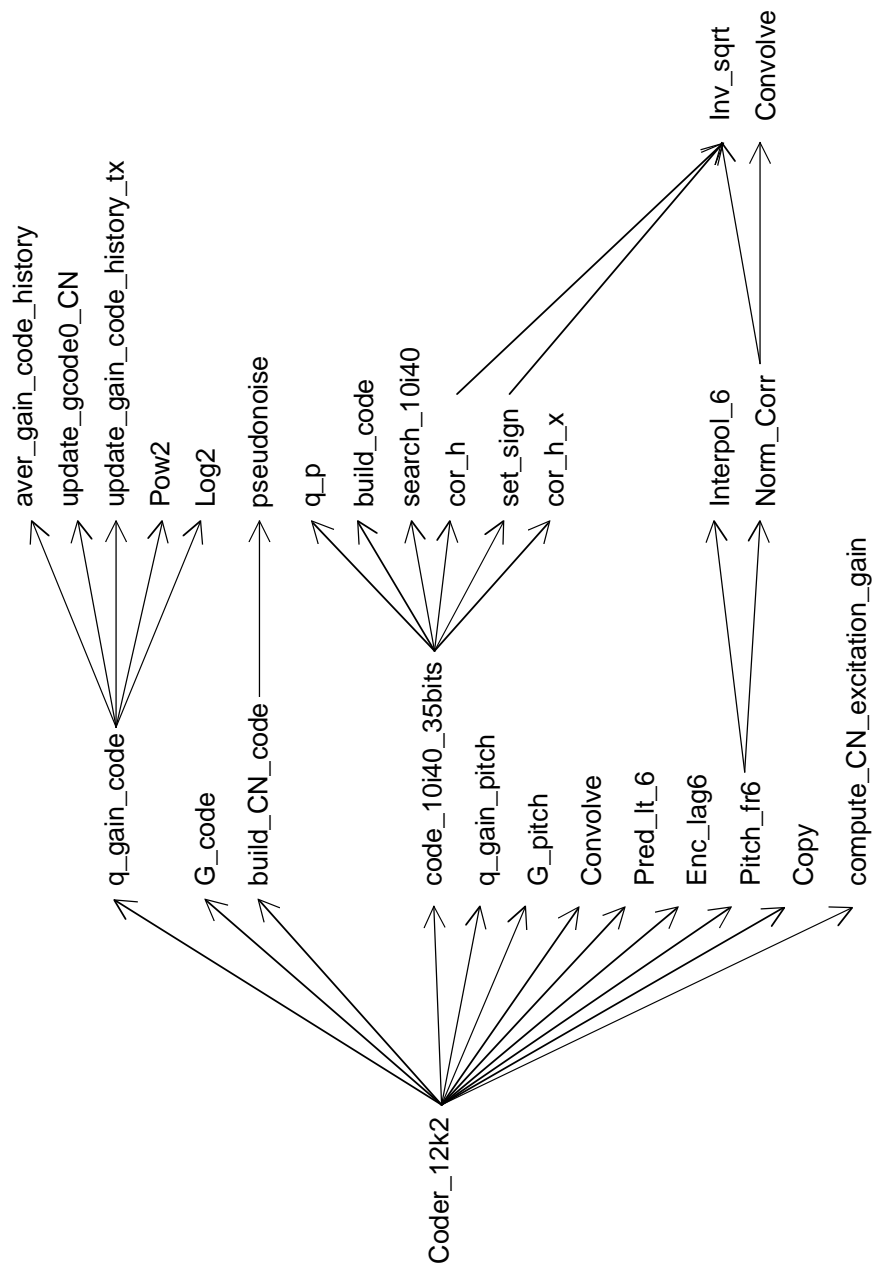 Coder_12k2
q_gain_code
G_code
build_CN_code
code_10i40_35bits
q_gain_pitch
G_pitch
Convolve
Pred_lt_6
Enc_lag6
Pitch_fr6
Copy
compute_CN_excitation_gain
aver_gain_code_history
update_gcode0_CN
update_gain_code_history_tx
Pow2
Log2
pseudonoise
q_p
build_code
search_10i40
cor_h
set_sign
cor_h_x
Interpol_6
Norm_Corr
Inv_sqrt
Convolve